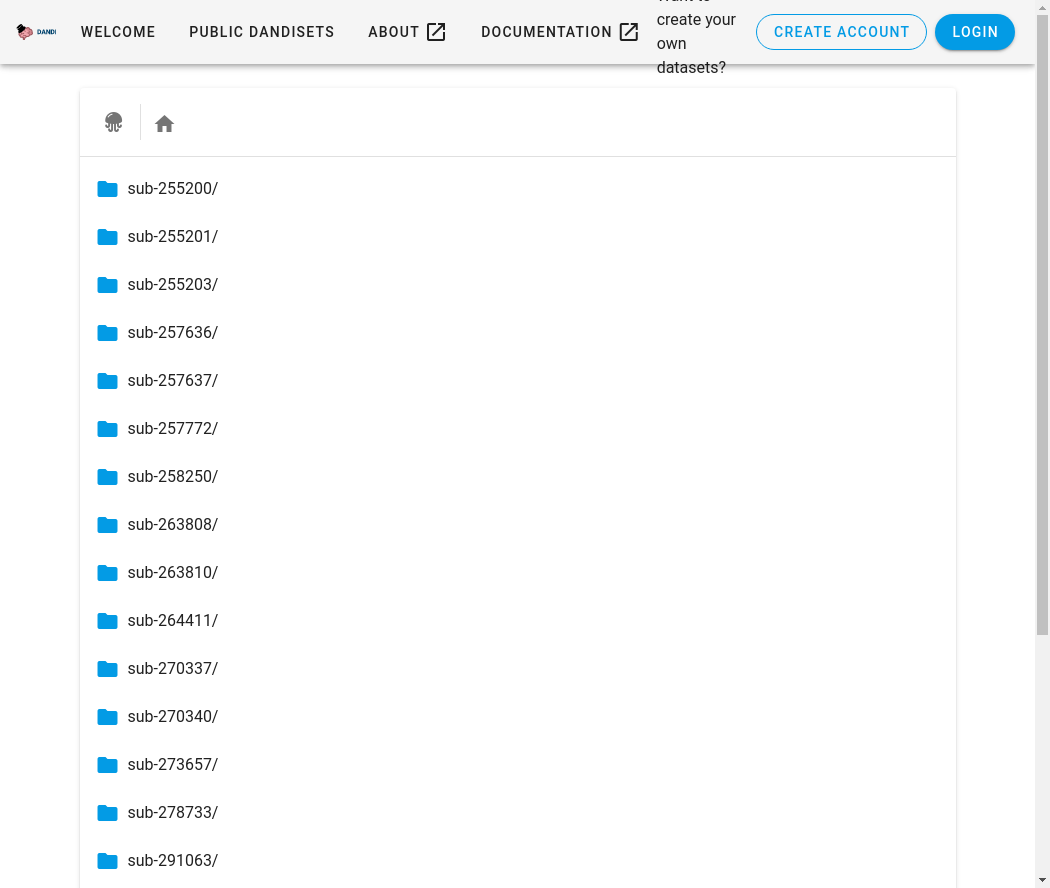 DANDI
WELCOME
PUBLIC DANDISETS
ABOUT
DOCUMENTATION
Want to
create your
own
datasets?
CREATE ACCOUNT
LOGIN
sub-255200/
sub-255201/
sub-255203/
sub-257636/
sub-257637/
sub-257772/
sub-258250/
sub-263808/
sub-263810/
sub-264411/
sub-270337/
sub-270340/
sub-273657/
sub-278733/
sub-291063/